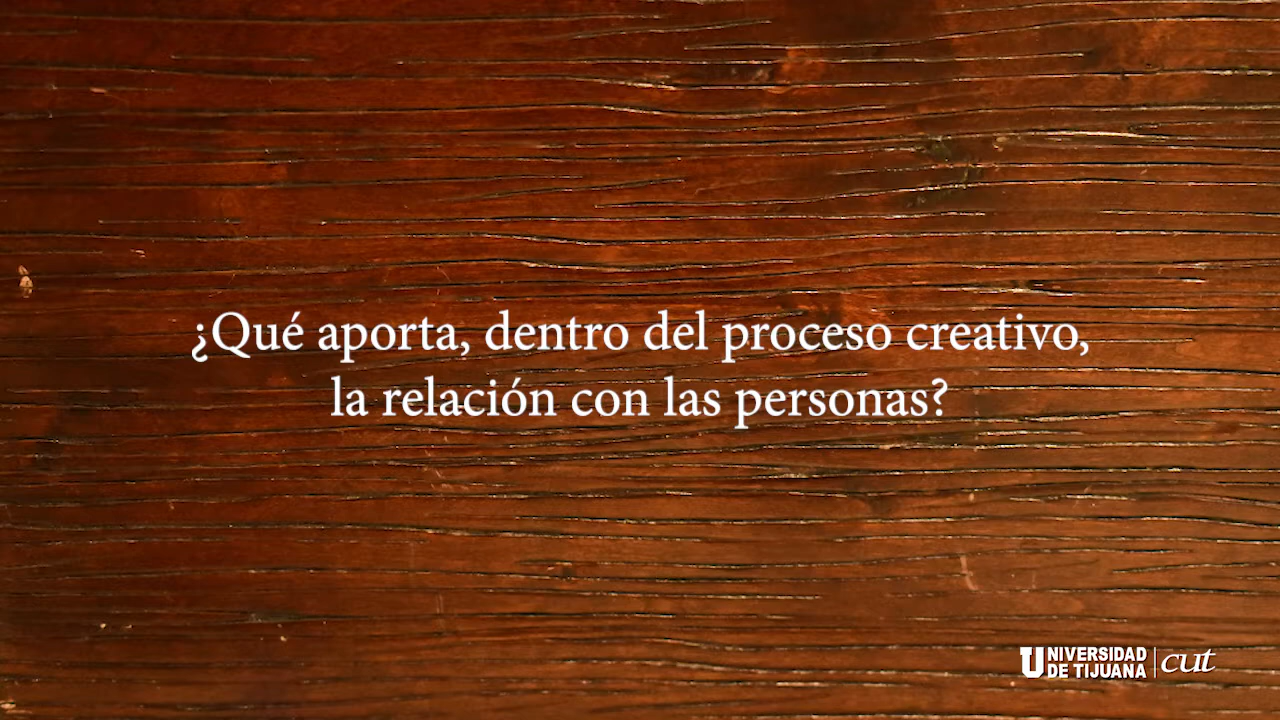 ¿Qué aporta, dentro del proceso creativo,
la relación con las personas?
UNIVERSIDAD
DE TIJUANA
cut